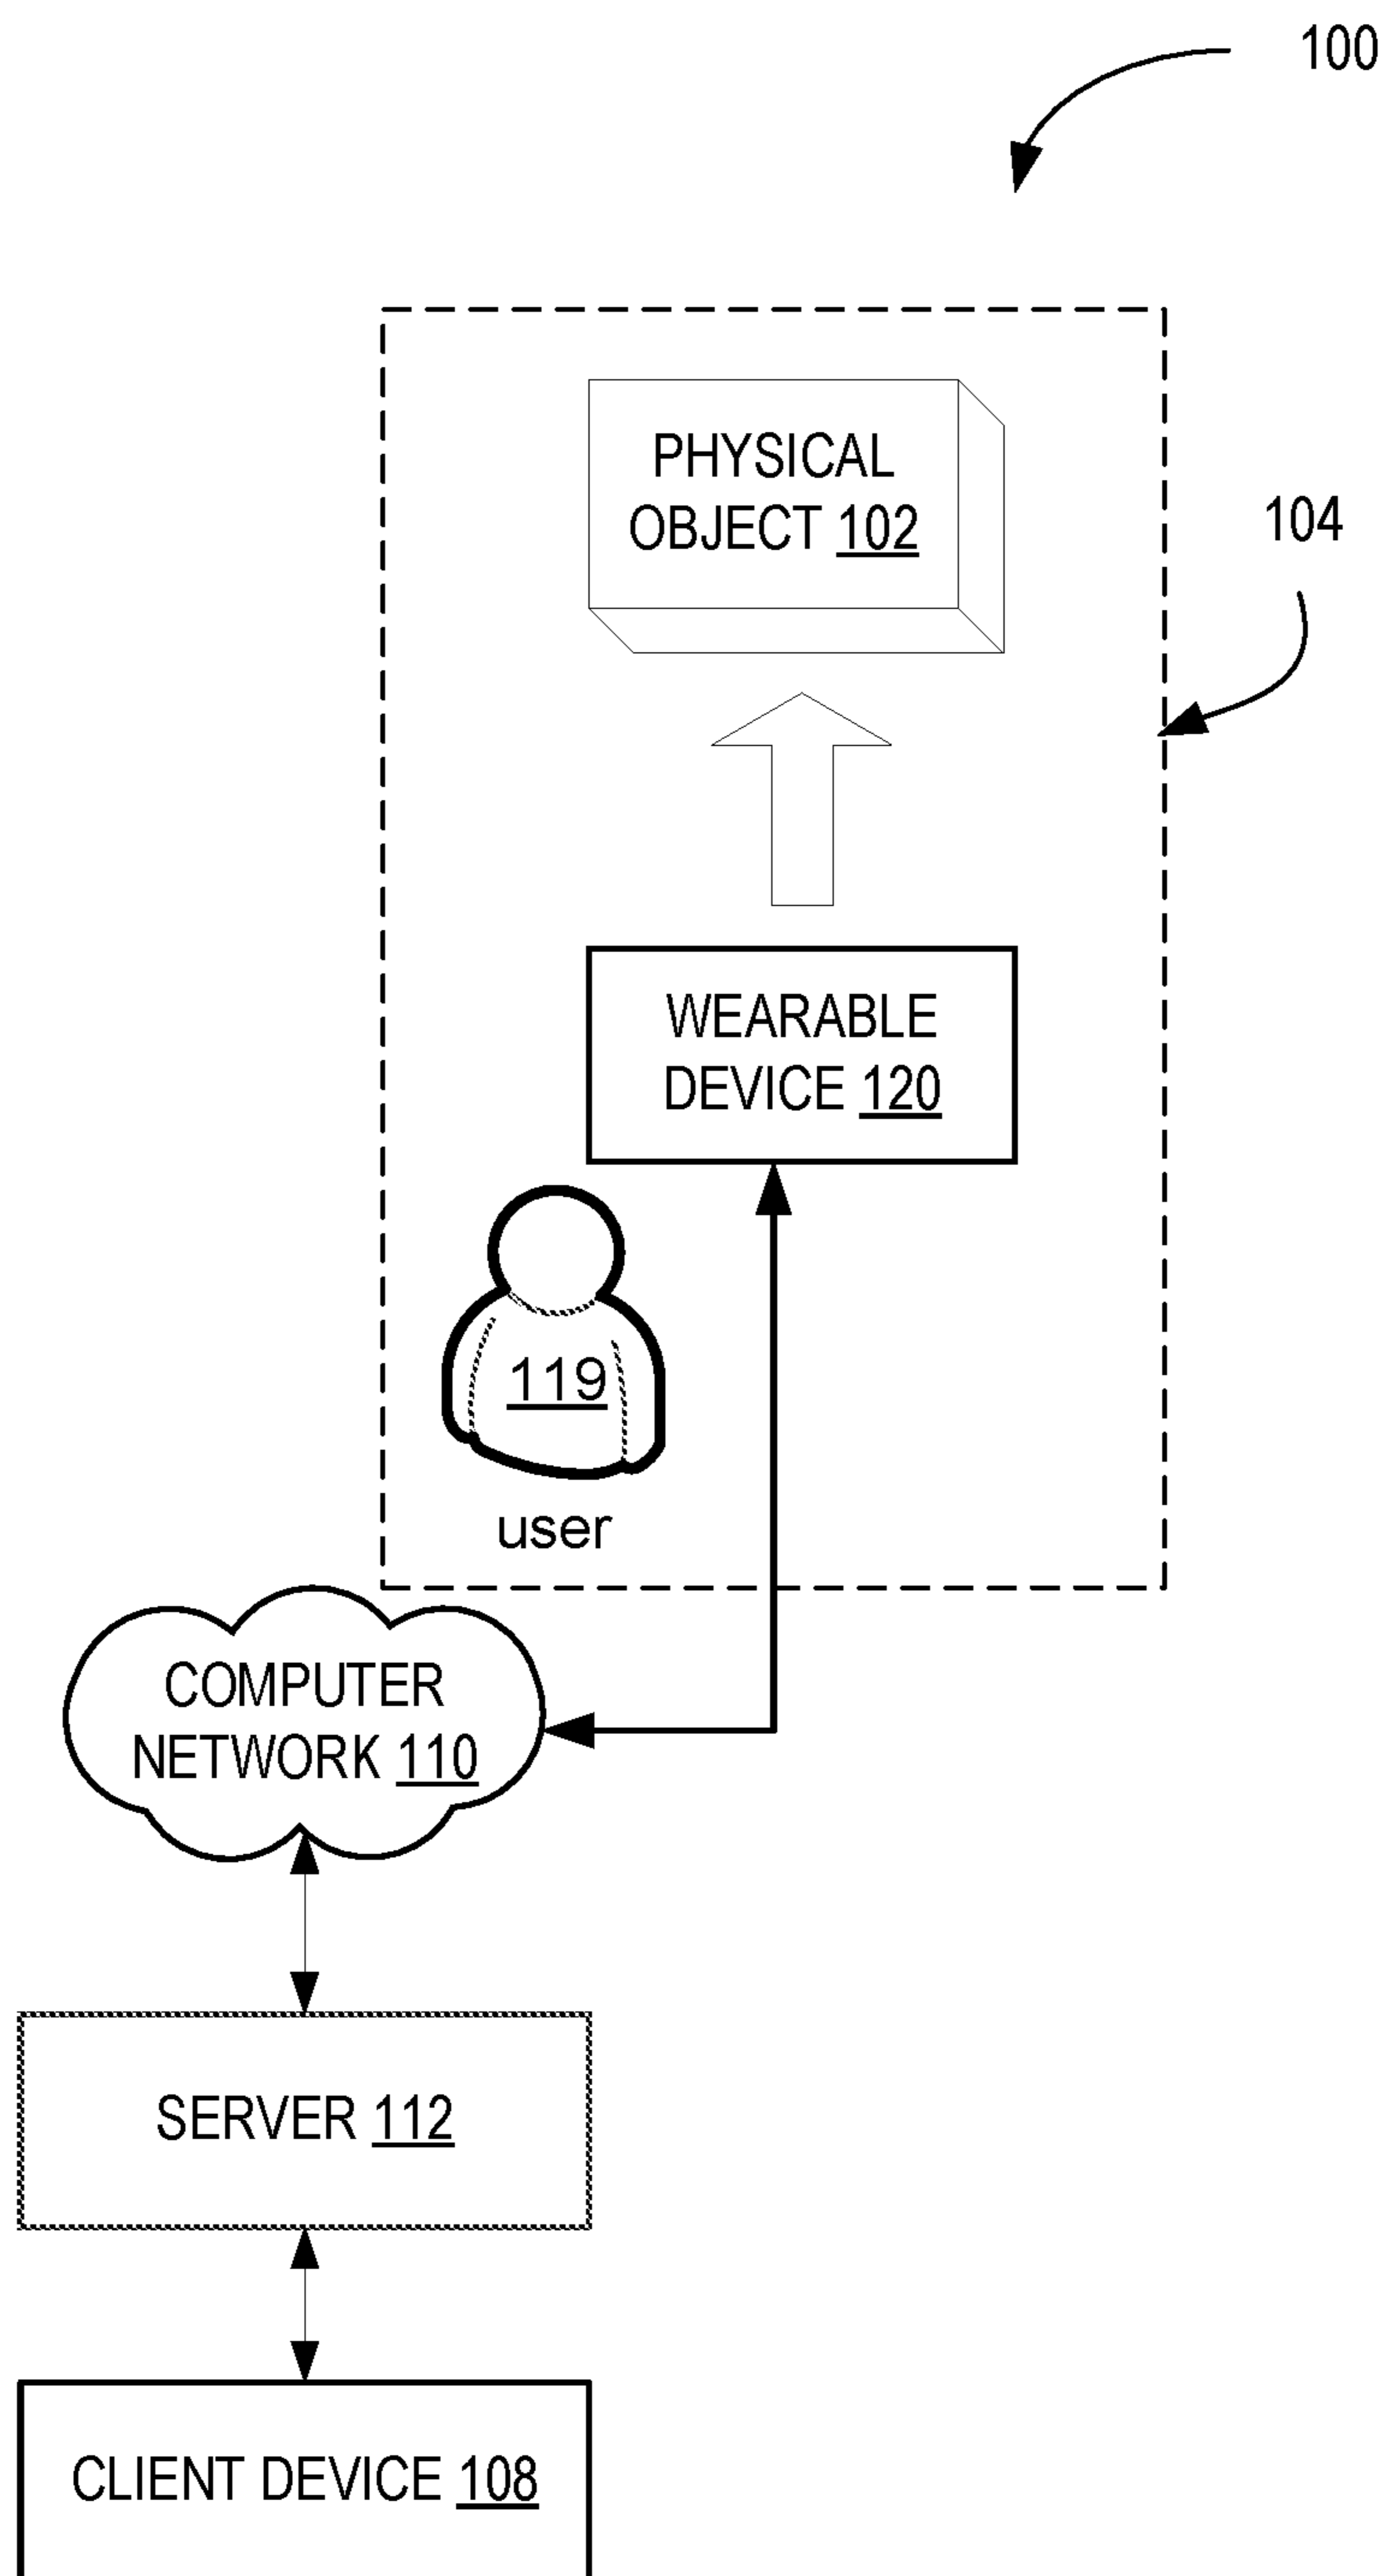 100
PHYSICAL
OBJECT 102
104
WEARABLE
DEVICE 120
119
user
COMPUTER
NETWORK 110
SERVER 112
CLIENT DEVICE 108